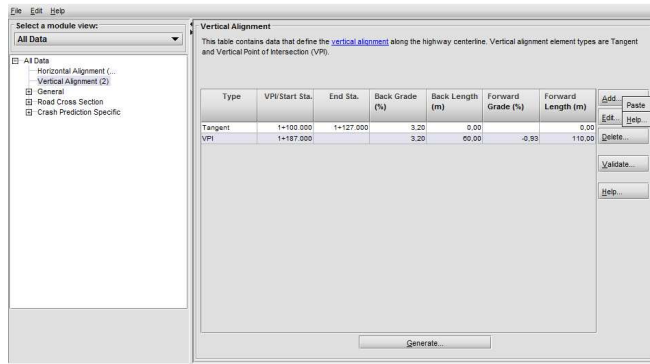 File Edit Help
Select a module view:
All Data
All Data
Horizontal Alignment (...
Vertical Alignment (2)
General
Road Cross Section
Crash Prediction Specific
Vertical Alignment
This table contains data that define the vertical alignment along the highway centerline. Vertical alignment element types are Tangent
and Vertical Point of Intersection (VPI).
Type VPI/Start Sta. End Sta. Back Grade (%) Back Length (m) Forward Grade (%) Forward Length (m)
Tangent 1+100.000 1+127.000 3,20 0,00 0,00
VPI 1+187.000 3,20 60,00 -0,93 110,00
Add...
Paste
Edit...
Help...
Delete...
Validate...
Help...
Generate...